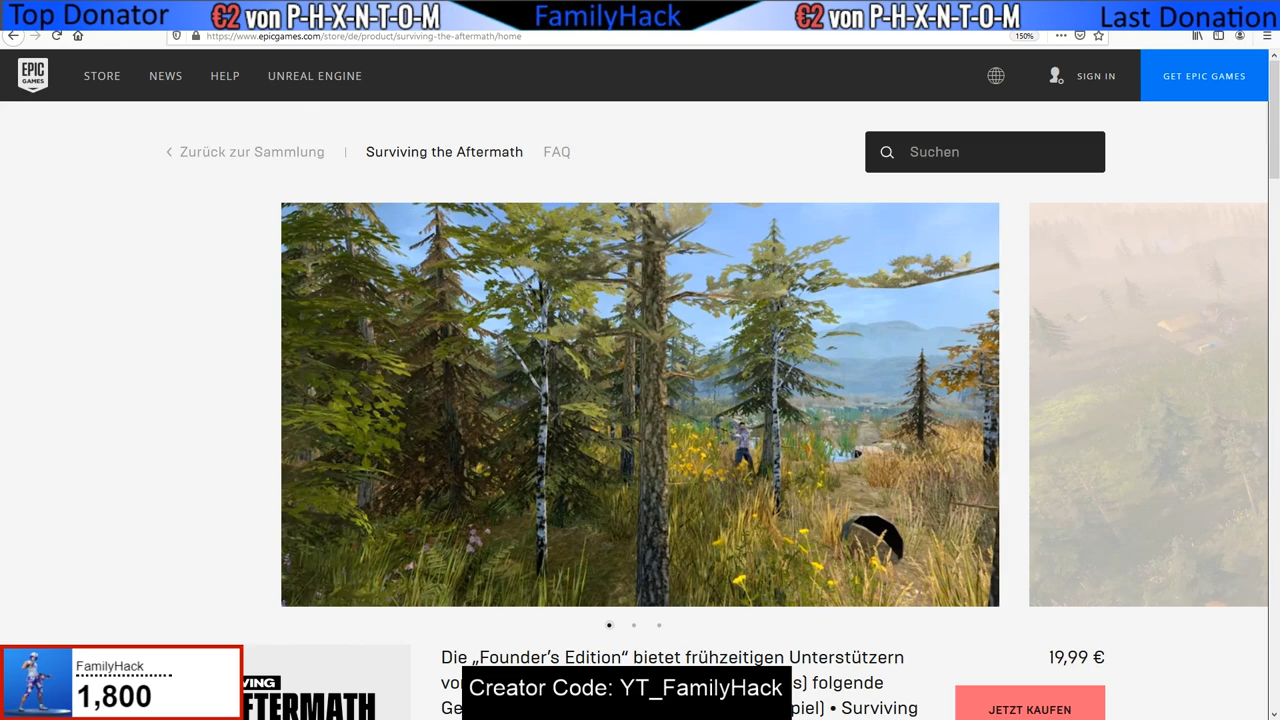 Top Donator €2 von P-H-X-N-T-O-M FamilyHack €2 von P-H-X-N-T-O-M Last Donation
https://www.epicgames.com/store/de/product/surviving-the-aftermath/home 150%
EPIC GAMES STORE NEWS HELP UNREAL ENGINE SIGN IN GET EPIC GAMES
Zurück zur Sammlung Surviving the Aftermath FAQ Suchen
Die „Founder’s Edition“ bietet frühzeitigen Unterstützern 19,99 €
s) folgende
piel) • Surviving
JETZT KAUFEN
AFTERMATH
FamilyHack
1,800
Creator Code: YT_FamilyHack